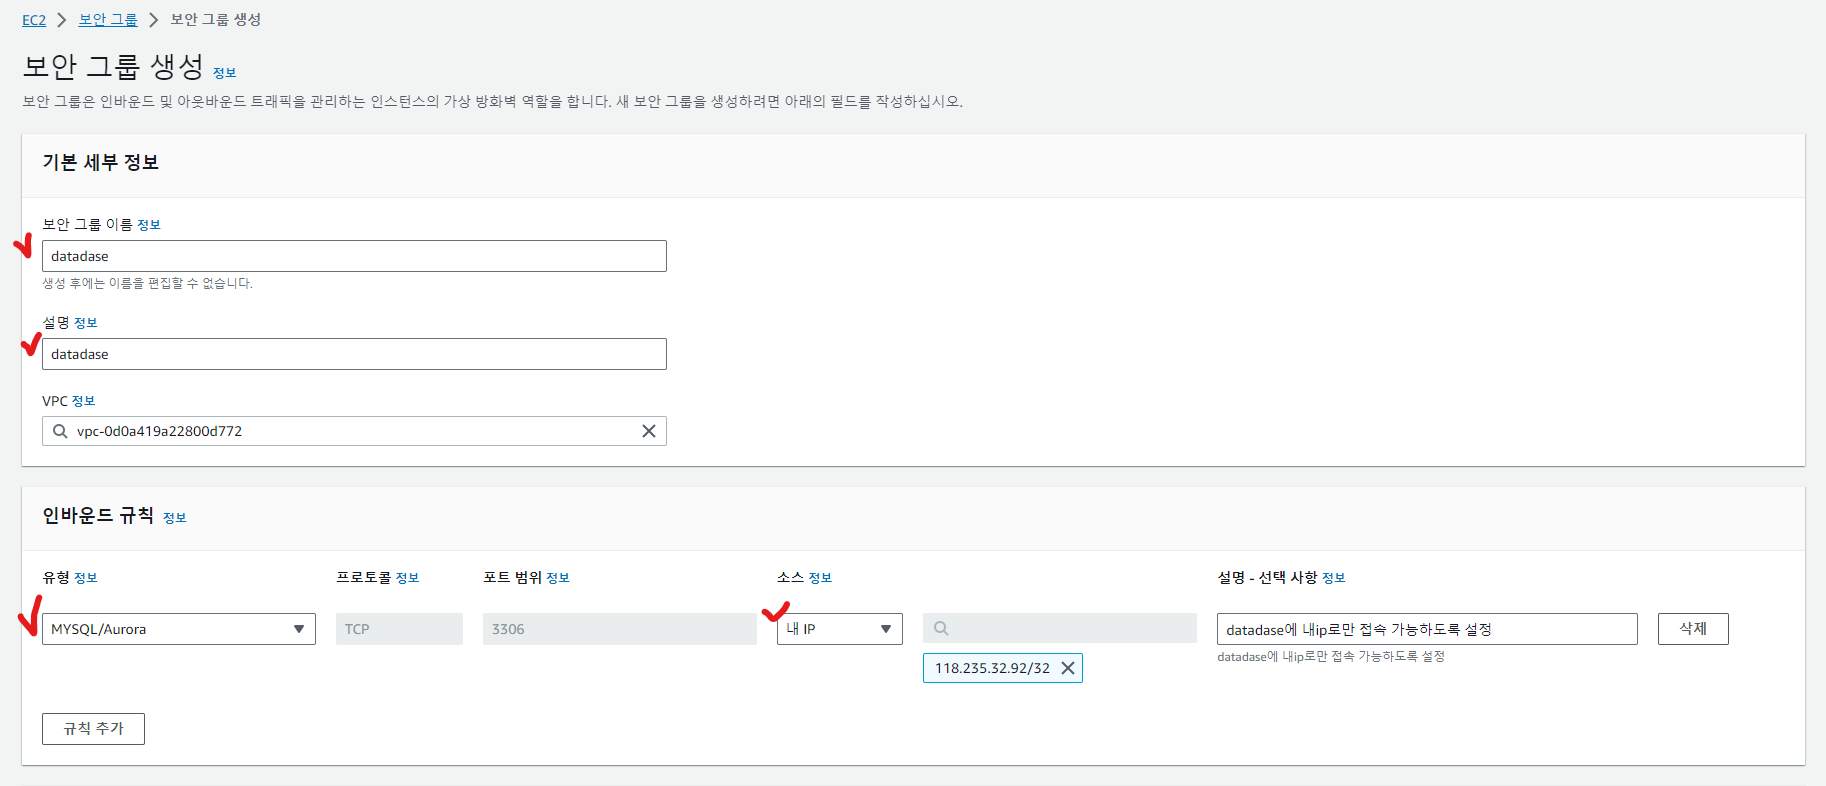 EC2 > 보안 그룹 > 보안 그룹 생성
보안 그룹 생성 정보
보안 그룹은 인바운드 및 아웃바운드 트래픽을 관리하는 인스턴스의 가상 방화벽 역할을 합니다. 새 보안 그룹을 생성하려면 아래의 필드를 작성하십시오.
기본 세부 정보
보안 그룹 이름 정보
datadase
생성 후에는 이름을 편집할 수 없습니다.
설명 정보
datadase
VPC 정보
vpc-0d0a419a22800d772
인바운드 규칙 정보
유형 정보 프로토콜 정보 포트 범위 정보 소스 정보 설명 - 선택 사항 정보
MYSQL/Aurora TCP 3306 내 IP datadase에 내ip로만 접속 가능하도록 설정 삭제
118.235.32.92/32 datadase에 내ip로만 접속 가능하도록 설정
규칙 추가